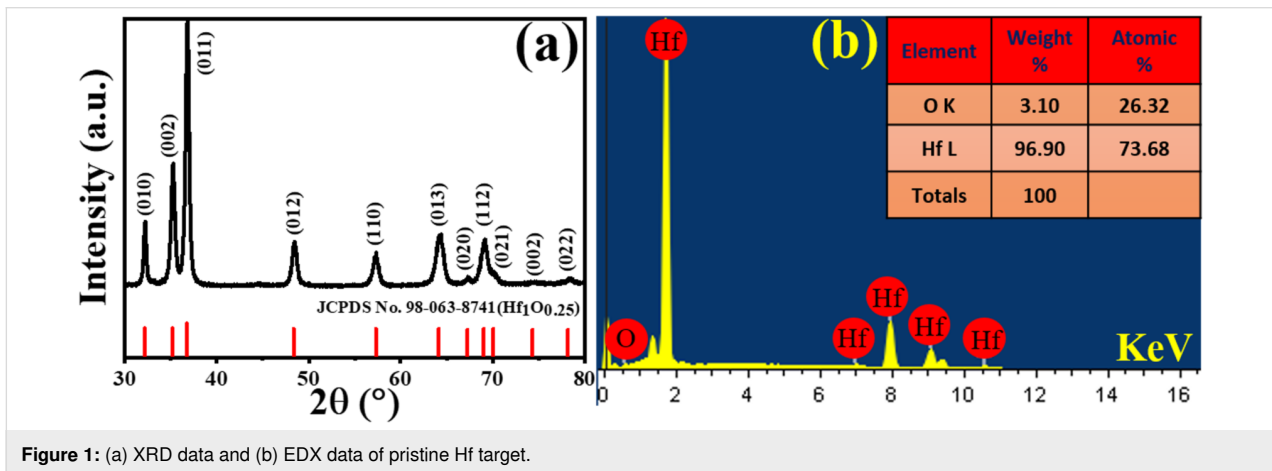 (a)
Intensity (a.u.)
(010)
(002)
(011)
(012)
(110)
(013)
(020)
(112)
(021)
(002)
(022)
JCPDS No. 98-063-8741(Hf₁O₀.₂₅)
30 40 50 60 70 80
2θ (°)
(b)
Hf
O
Hf
Hf
Hf
Hf
Element Weight % Atomic %
O K 3.10 26.32
Hf L 96.90 73.68
Totals 100
KeV
0 2 4 6 8 10 12 14 16
Figure 1: (a) XRD data and (b) EDX data of pristine Hf target.